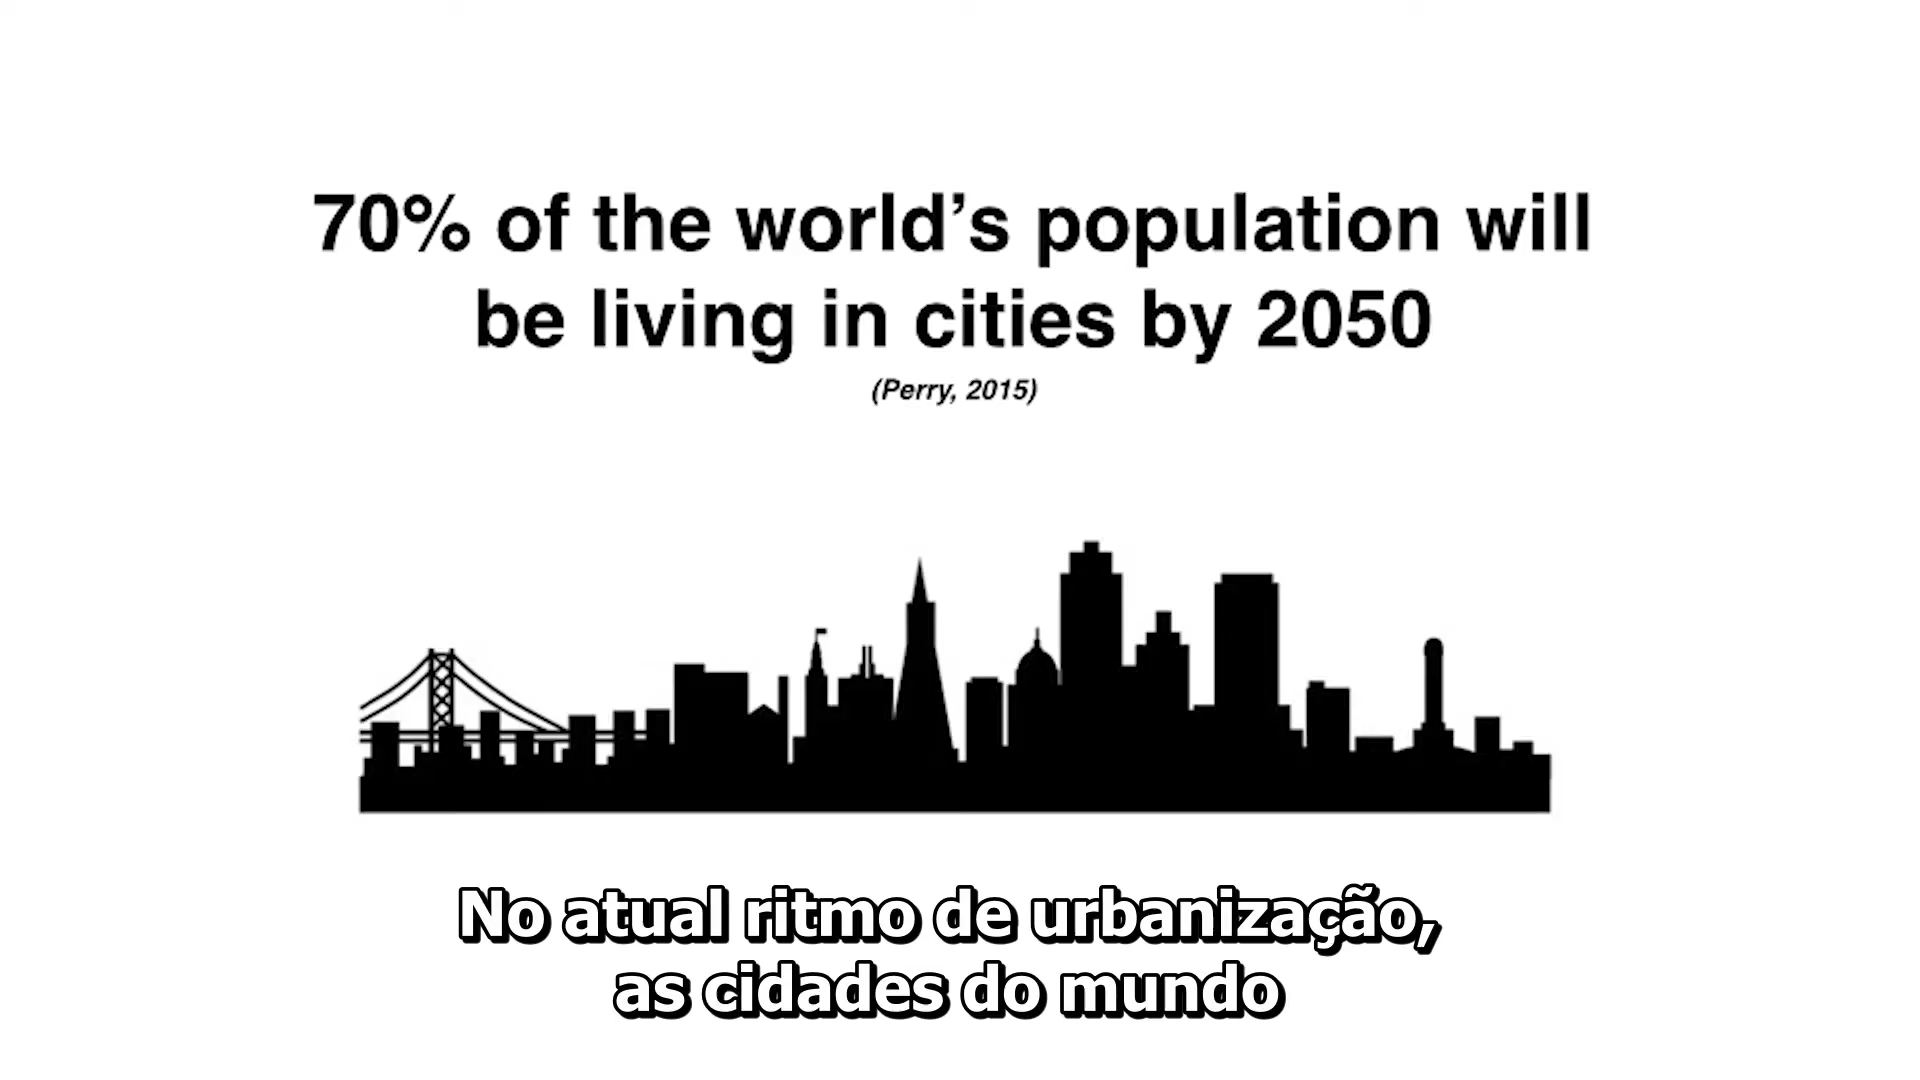 70% of the world’s population will
be living in cities by 2050
(Perry, 2015)
No atual ritmo de urbanização,
as cidades do mundo